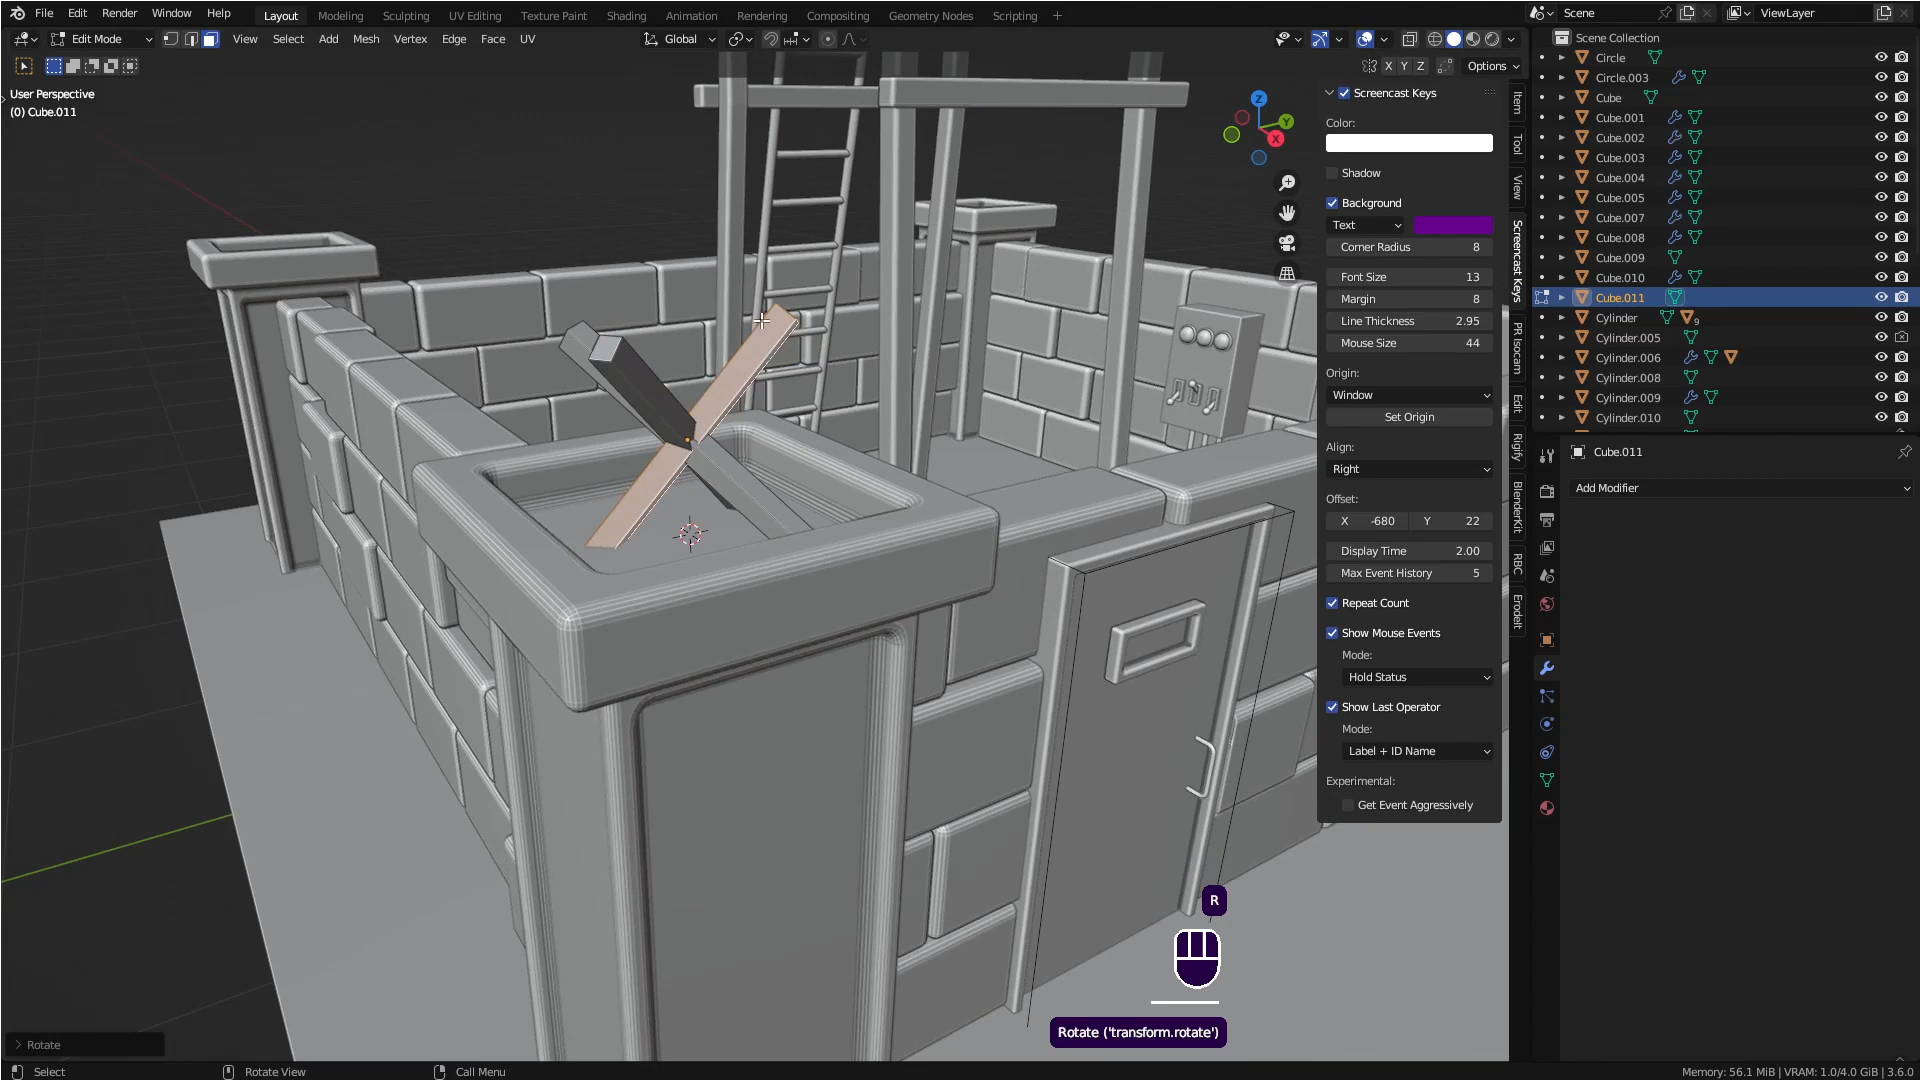 File Edit Render Window Help Layout Modeling Sculpting UV Editing Texture Paint Shading Animation Rendering Compositing Geometry Nodes Scripting + Scene ViewLayer
Edit Mode View Select Add Mesh Vertex Edge Face UV Global
X Y Z Options
User Perspective
(0) Cube.011
Z
Y
X
Screencast Keys
Color:
Shadow
Background
Text
Corner Radius 8
Font Size 13
Margin 8
Line Thickness 2.95
Mouse Size 44
Origin:
Window
Set Origin
Align:
Right
Offset:
X -680 Y 22
Display Time 2.00
Max Event History 5
Repeat Count
Show Mouse Events
Mode:
Hold Status
Show Last Operator
Mode:
Label + ID Name
Experimental:
Get Event Aggressively
Item
Tool
View
Screencast Keys
PR Isocam
Edit
Rigify
BlenderKit
RBC
ErodeIt
Scene Collection
Circle
Circle.003
Cube
Cube.001
Cube.002
Cube.003
Cube.004
Cube.005
Cube.007
Cube.008
Cube.009
Cube.010
Cube.011
Cylinder 9
Cylinder.005
Cylinder.006
Cylinder.008
Cylinder.009
Cylinder.010
Cube.011
Add Modifier
R
Rotate ('transform.rotate')
Rotate
Select Rotate View Call Menu Memory: 56.1 MiB | VRAM: 1.0/4.0 GiB | 3.6.0